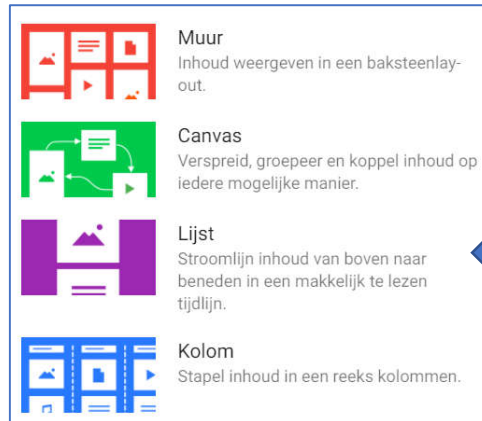 Muur
Inhoud weergeven in een baksteenlay-
out.
Canvas
Verspreid, groepeer en koppel inhoud op
iedere mogelijke manier.
Lijst
Stroomlijn inhoud van boven naar
beneden in een makkelijk te lezen
tijdlijn.
Kolom
Stapel inhoud in een reeks kolommen.